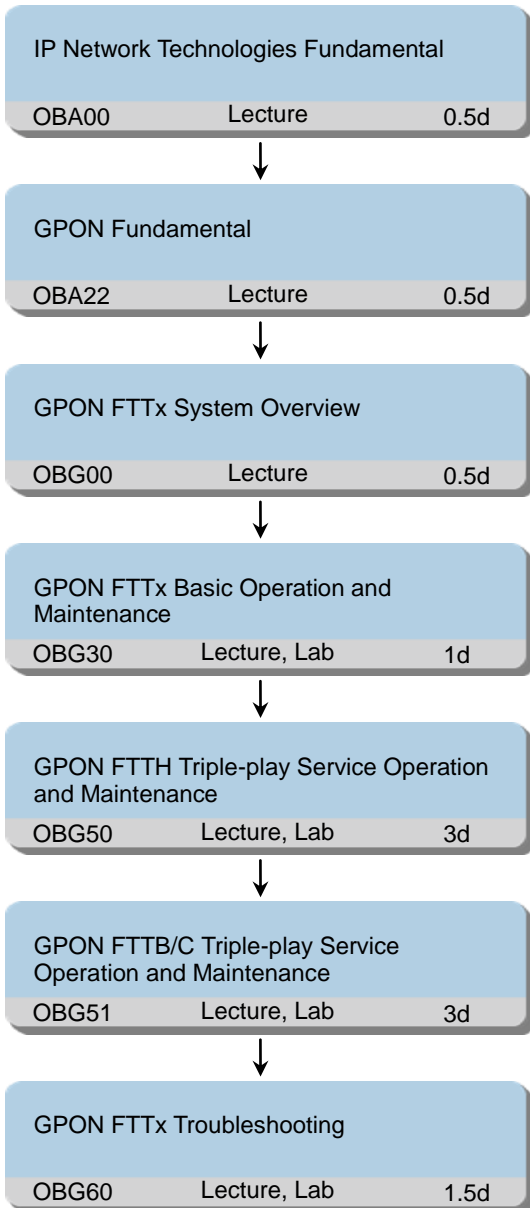 IP Network Technologies Fundamental
OBA00 Lecture 0.5d
GPON Fundamental
OBA22 Lecture 0.5d
GPON FTTx System Overview
OBG00 Lecture 0.5d
GPON FTTx Basic Operation and
Maintenance
OBG30 Lecture, Lab 1d
GPON FTTH Triple-play Service Operation
and Maintenance
OBG50 Lecture, Lab 3d
GPON FTTB/C Triple-play Service
Operation and Maintenance
OBG51 Lecture, Lab 3d
GPON FTTx Troubleshooting
OBG60 Lecture, Lab 1.5d